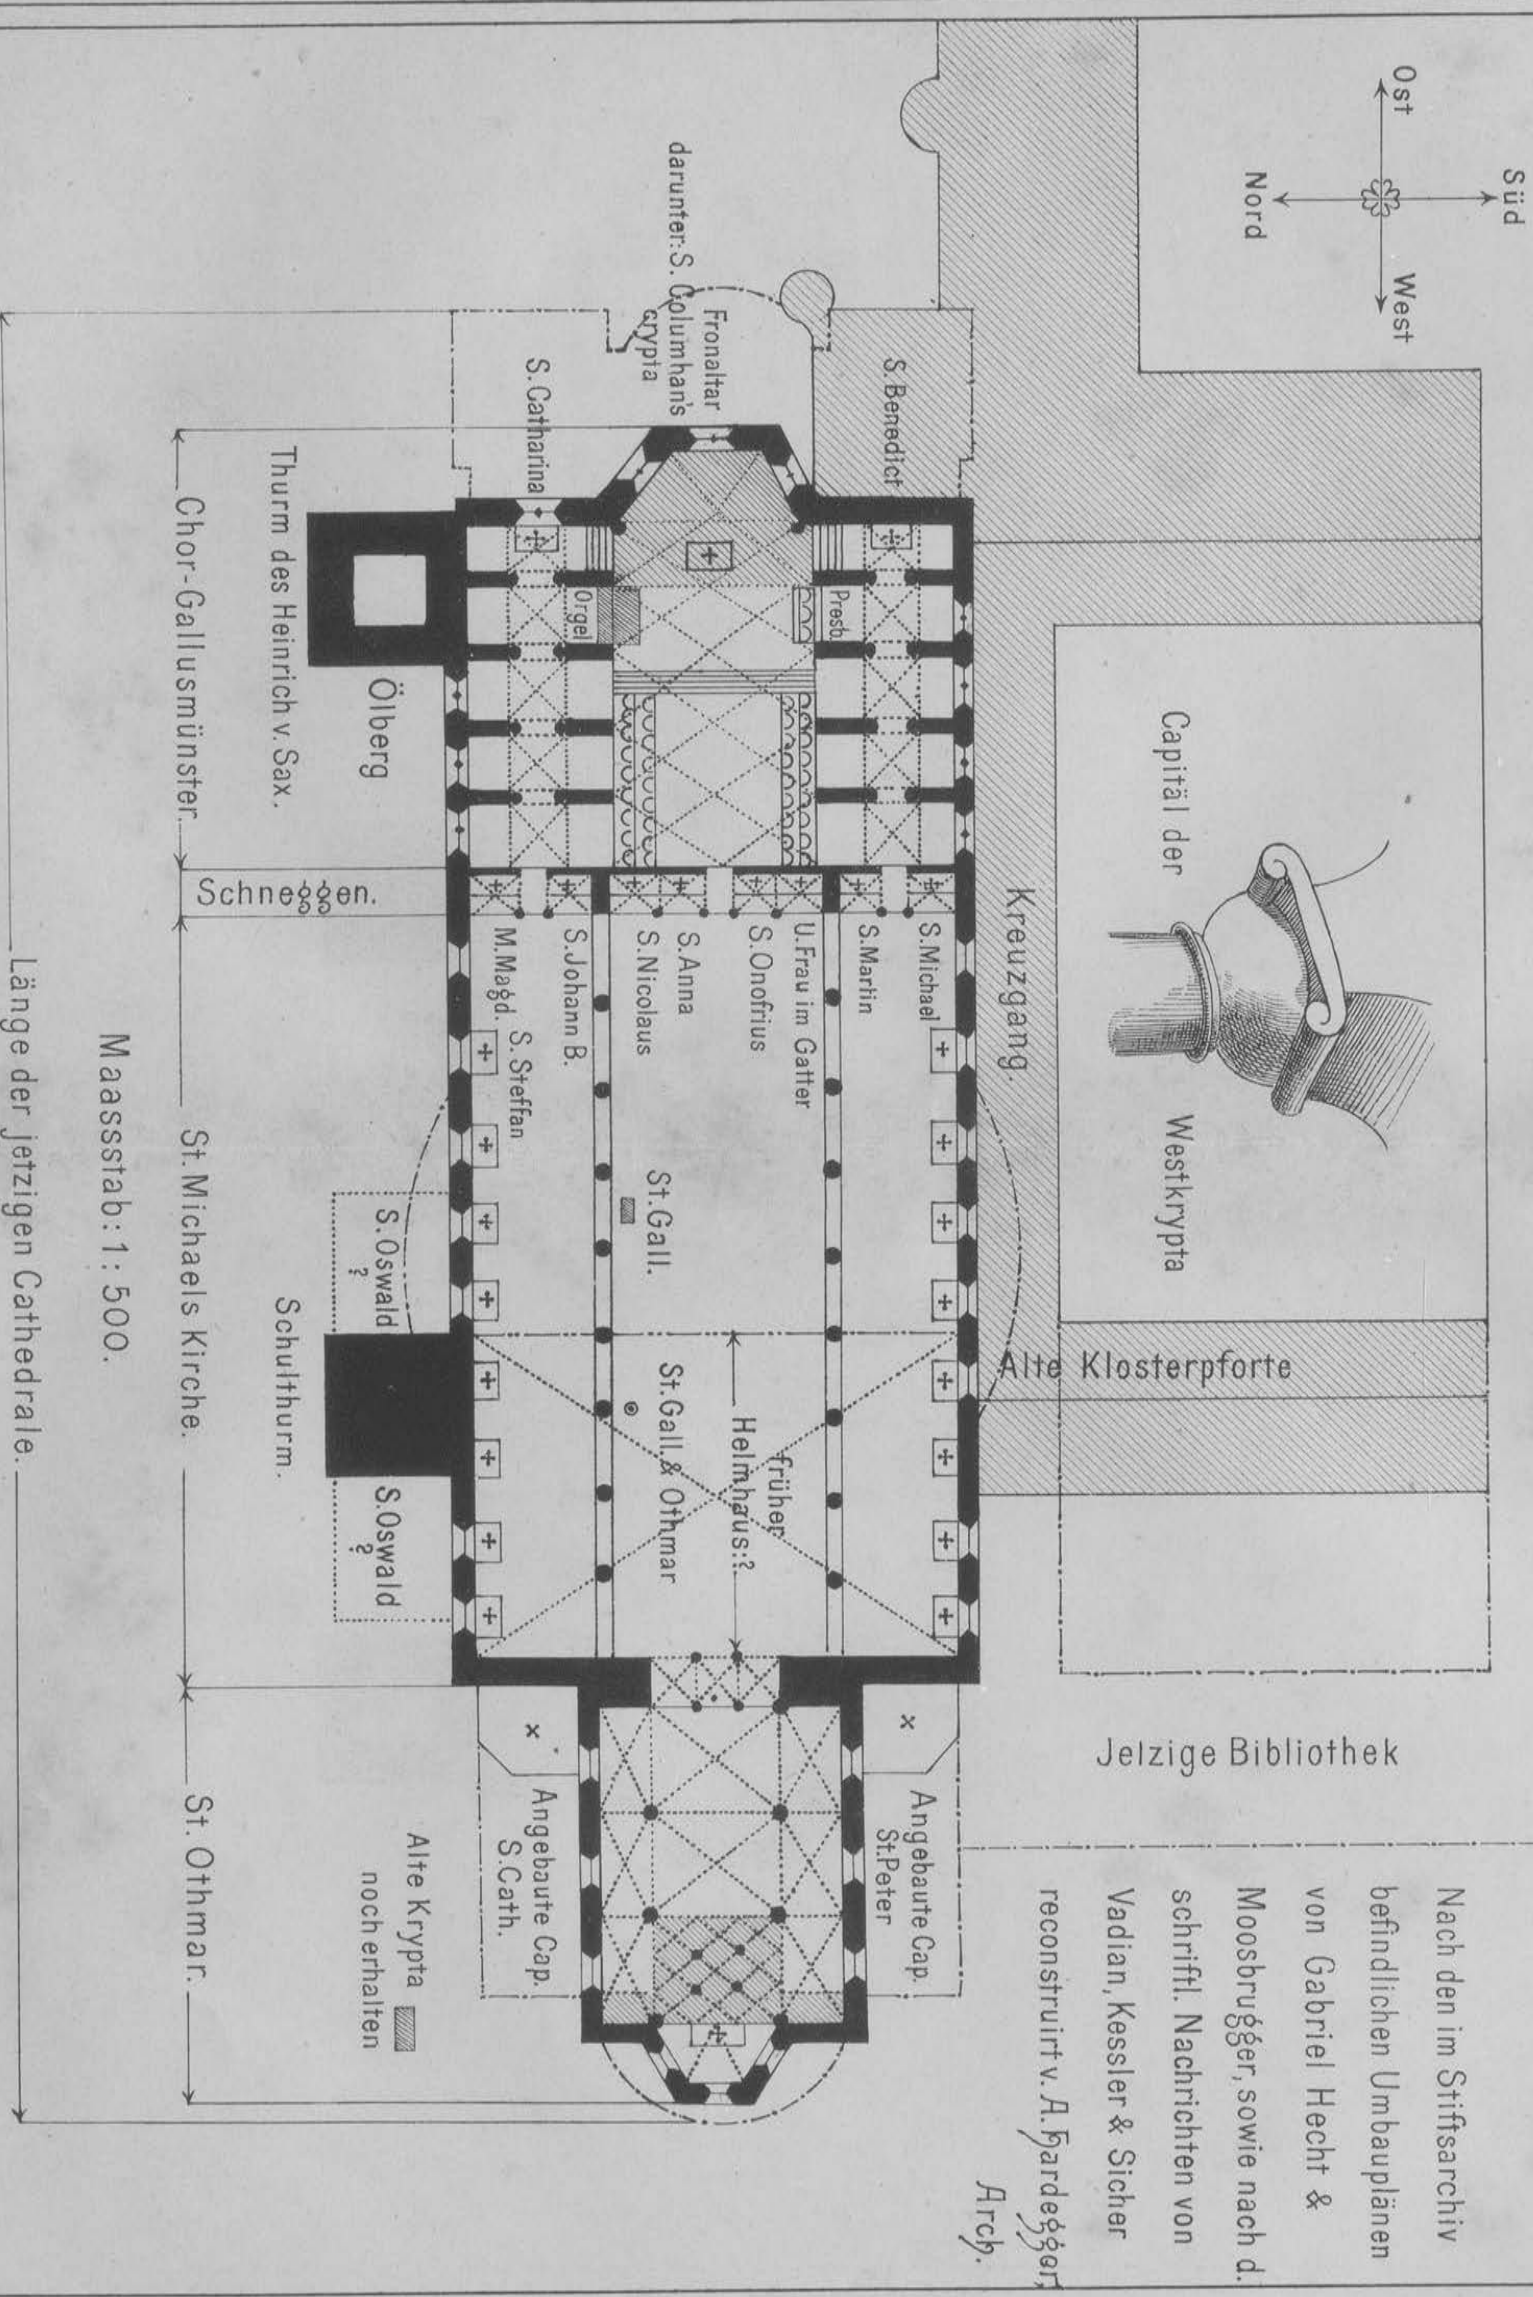 Ost
Süd
Nord
West
Nach den im Stiftsarchiv
befindlichen Umbauplänen
von Gabriel Hecht &
Moosbrugger, sowie nach d.
schriftl. Nachrichten von
Vadian, Kessler & Sicher
reconstruirt v. A. Hardegger,
Arch.
Capitäl der
Westkrypta
Jetzige Bibliothek
Kreuzgang.
Alte Klosterpforte
S. Benedict
Fronaltar
darunter: S. Columban's
crypta
S. Catharina
Presb.
Orgel
S. Michael
S. Martin
U. Frau im Gatter
S. Onofrius
S. Anna
S. Nicolaus
S. Johann B.
M. Magd.
S. Steffan
St. Gall.
früher
Helmhaus:?
St. Gall. & Othmar
Angebaute Cap.
St. Peter
Angebaute Cap.
S. Cath.
Ölberg
Thurm des Heinrich v. Sax.
S. Oswald
?
S. Oswald
?
Schulthurm.
Alte Krypta
noch erhalten
Chor-Gallusmünster.
Schneggen.
St. Michaels Kirche.
St. Othmar.
Maassstab: 1: 500.
Länge der jetzigen Cathedrale.